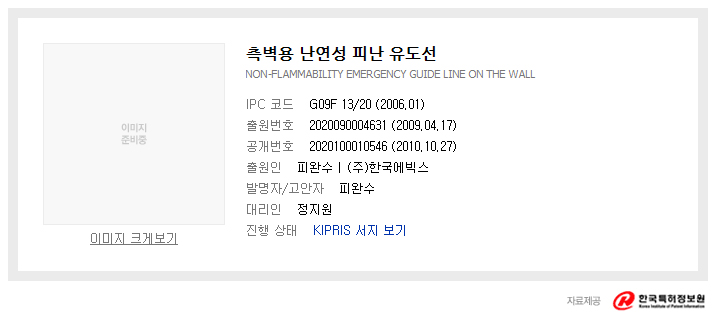 이미지
준비중
이미지 크게보기
측벽용 난연성 피난 유도선
NON-FLAMMABILITY EMERGENCY GUIDE LINE ON THE WALL
IPC 코드 G09F 13/20 (2006.01)
출원번호 2020090004631 (2009.04.17)
공개번호 2020100010546 (2010.10.27)
출원인 피완수 | (주)한국에빅스
발명자/고안자 피완수
대리인 정지원
진행 상태 KIPRIS 서지 보기
자료제공 한국특허정보원
Korea Institute of Patent Information